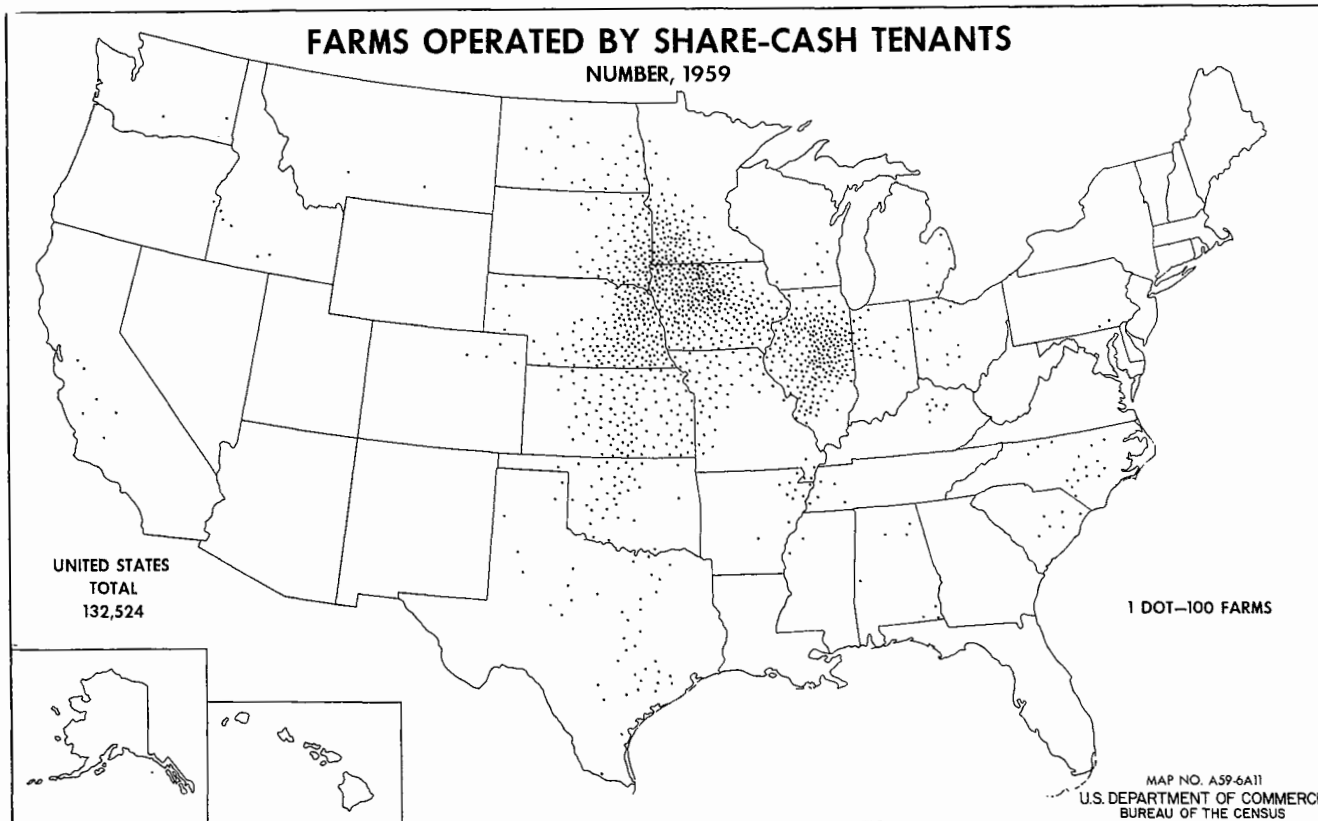 FARMS OPERATED BY SHARE-CASH TENANTS
NUMBER, 1959
UNITED STATES
TOTAL
132,524
1 DOT—100 FARMS
MAP NO. A59-6A11
U.S. DEPARTMENT OF COMMERCE
BUREAU OF THE CENSUS